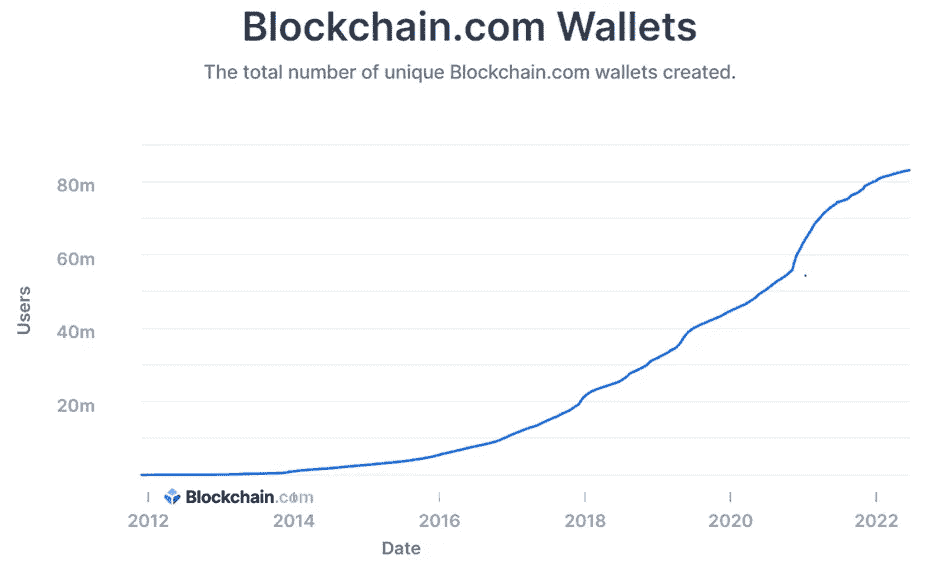 Blockchain.com Wallets
The total number of unique Blockchain.com wallets created.
80m
60m
40m
20m
Users
Blockchain.com
2012 2014 2016 2018 2020 2022
Date